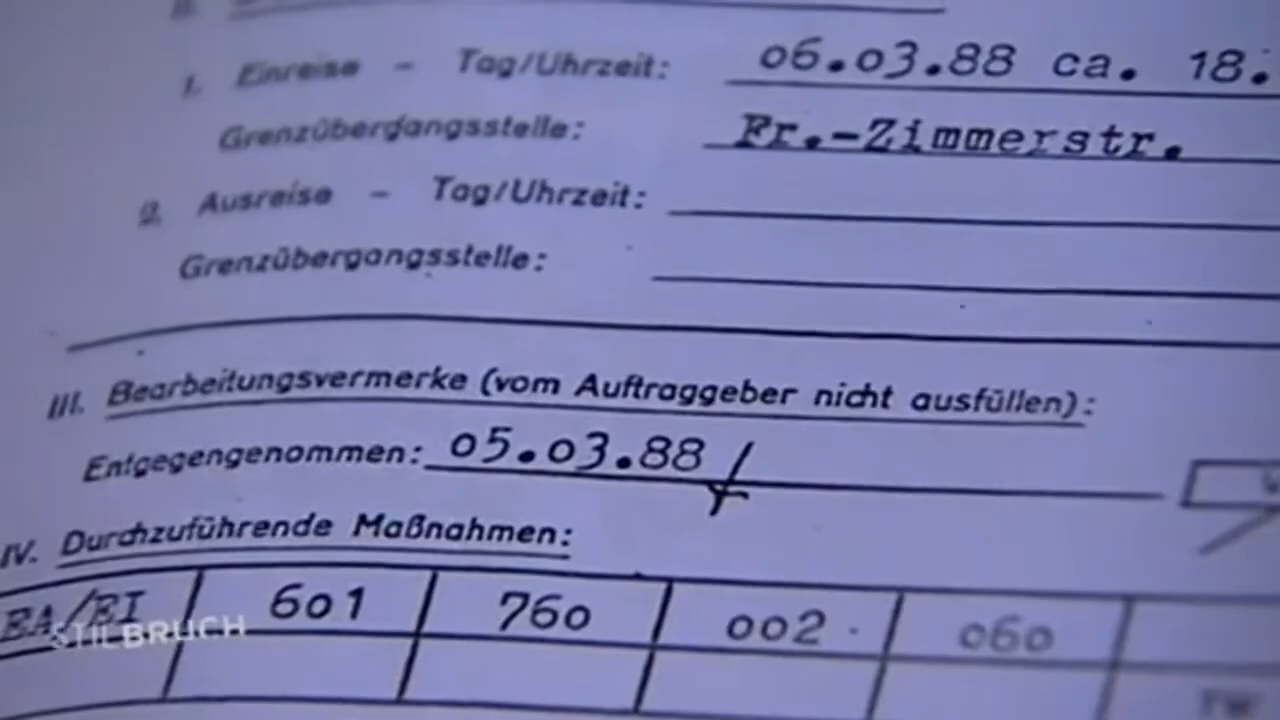 1. Einreise - Tag/Uhrzeit: 06.03.88 ca. 18.
Grenzübergangsstelle: Fr.-Zimmerstr.
2. Ausreise - Tag/Uhrzeit:
Grenzübergangsstelle:
III. Bearbeitungsvermerke (vom Auftraggeber nicht ausfüllen):
Entgegengenommen: 05.03.88
IV. Durchzuführende Maßnahmen:
EA/EI 601 760 002 060
STILBRUCH